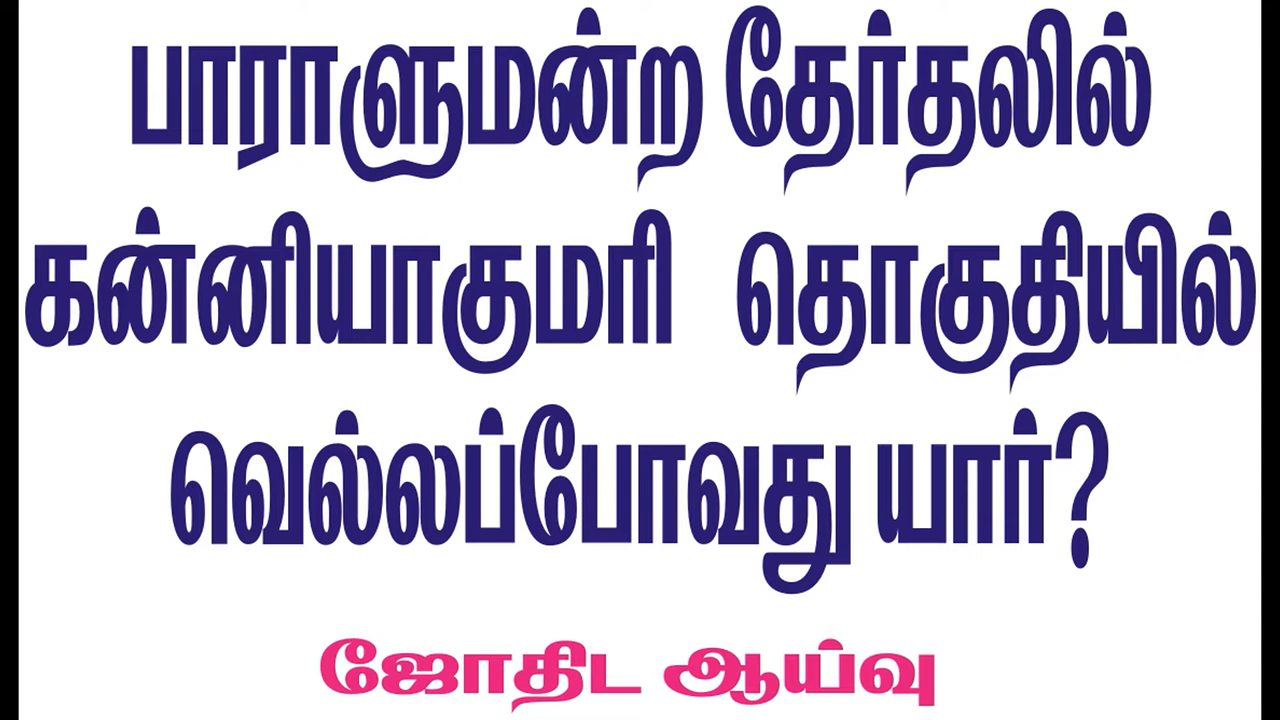 பாராளுமன்ற தேர்தலில்
கன்னியாகுமரி தொகுதியில்
வெல்லப்போவது யார்?
ஜோதிட ஆய்வு